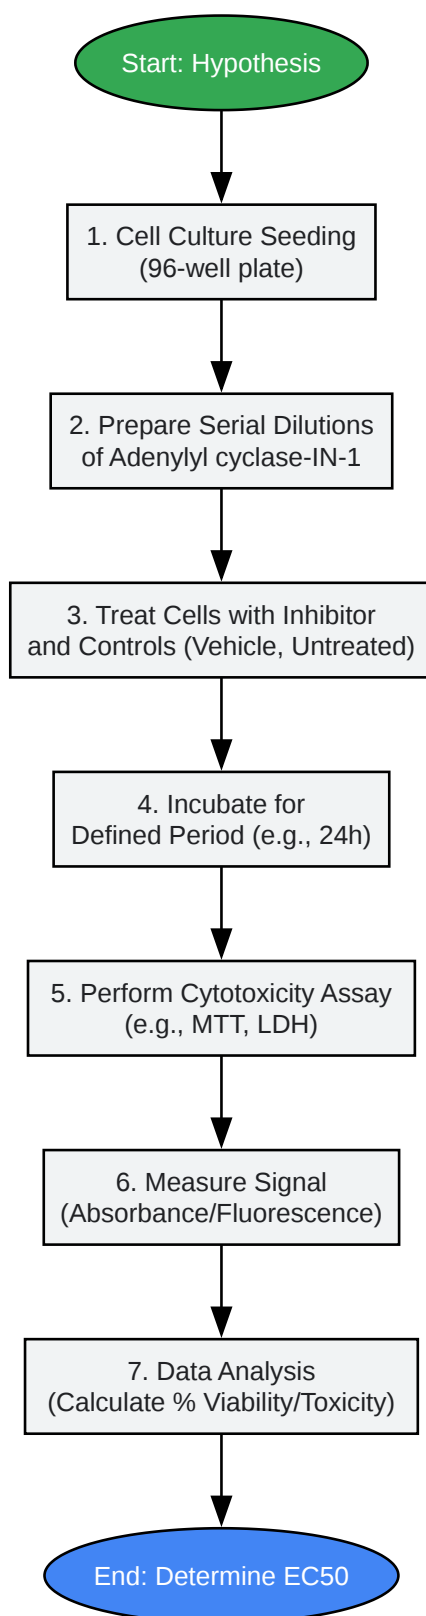 Start: Hypothesis
1. Cell Culture Seeding
(96-well plate)
2. Prepare Serial Dilutions
of Adenylyl cyclase-IN-1
3. Treat Cells with Inhibitor
and Controls (Vehicle, Untreated)
4. Incubate for
Defined Period (e.g., 24h)
5. Perform Cytotoxicity Assay
(e.g., MTT, LDH)
6. Measure Signal
(Absorbance/Fluorescence)
7. Data Analysis
(Calculate % Viability/Toxicity)
End: Determine EC50